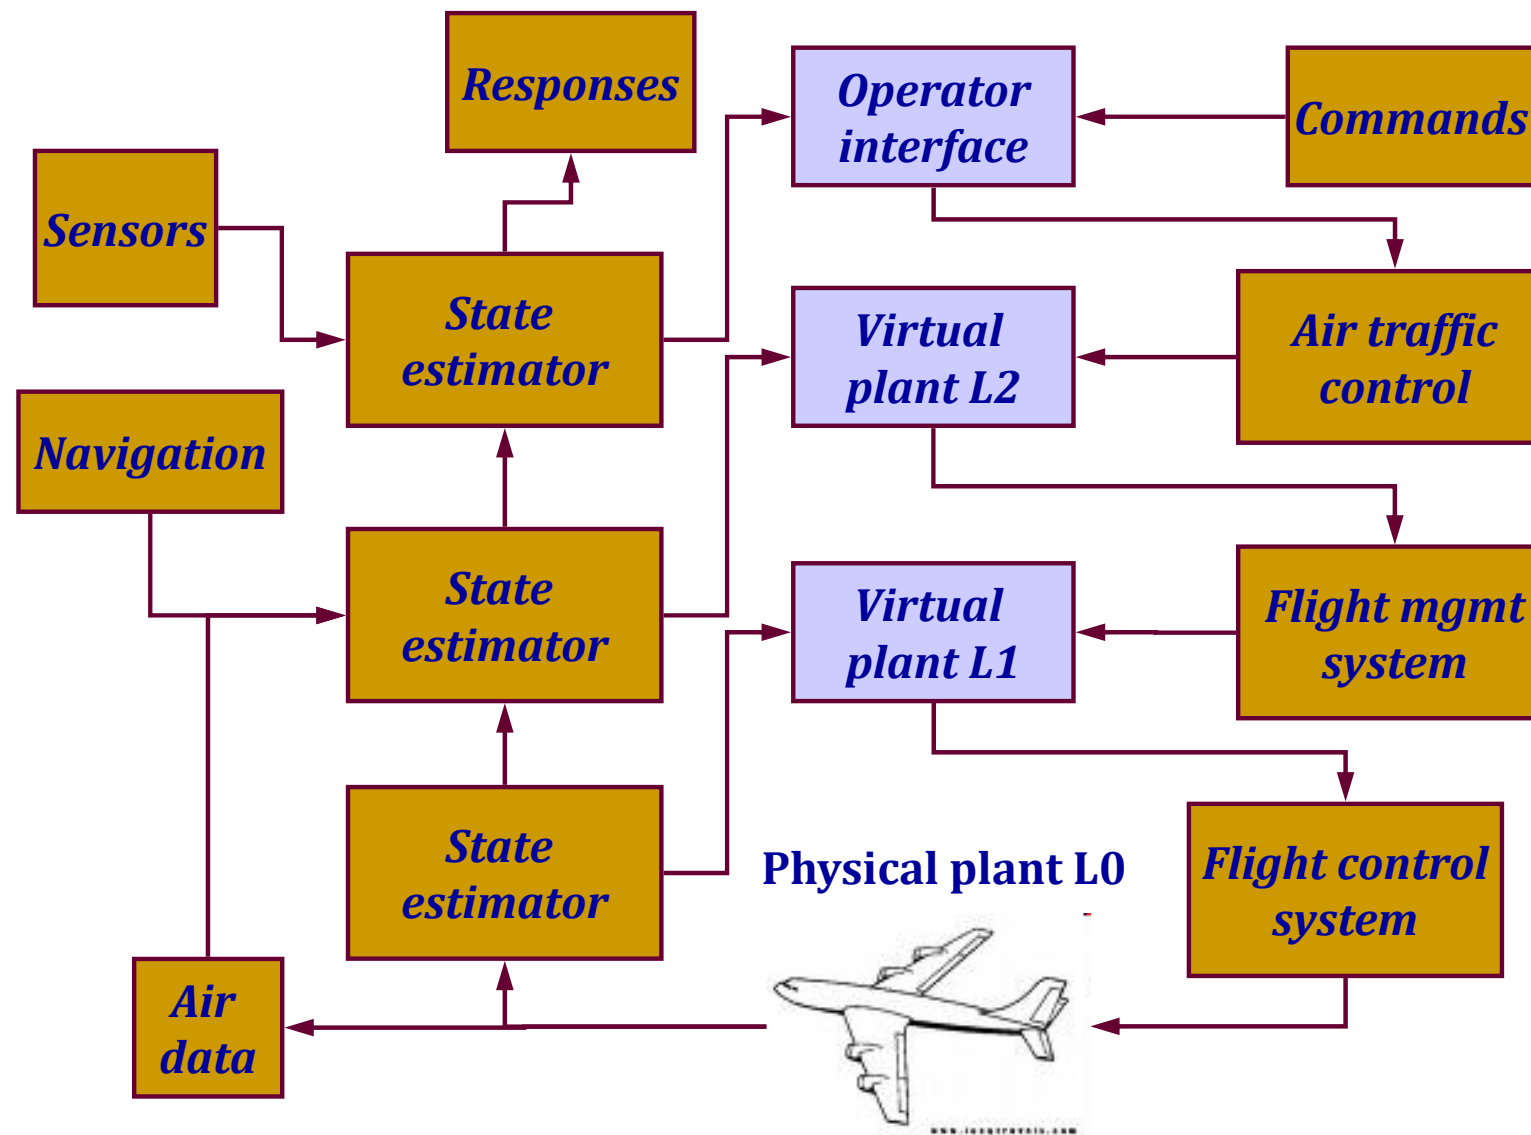 Responses
Operator
interface
Commands
Sensors
State
estimator
Virtual
plant L2
Air traffic
control
Navigation
State
estimator
Virtual
plant L1
Flight mgmt
system
State
estimator
Physical plant L0
Flight control
system
Air
data